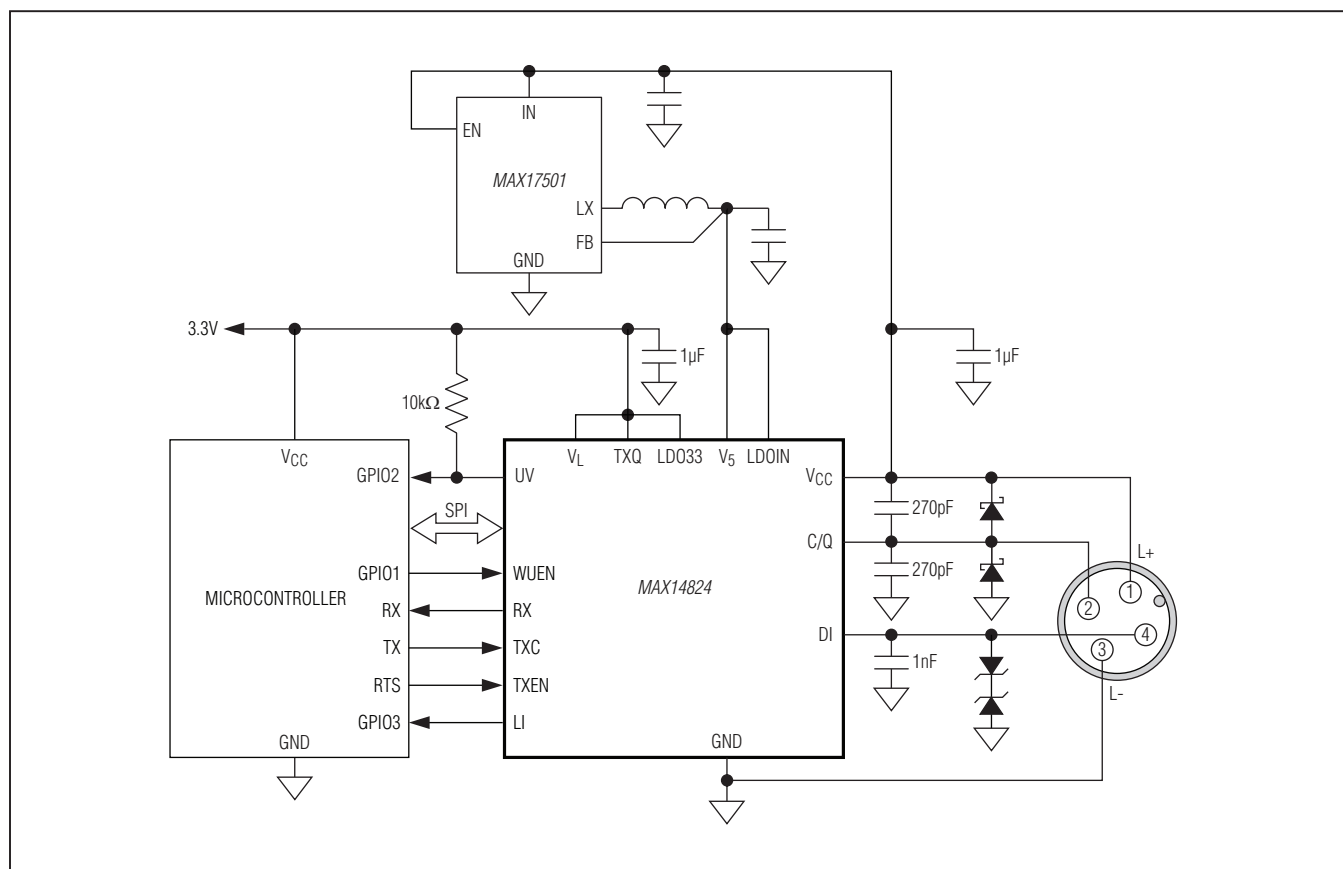 IN
EN
MAX17501
LX
FB
GND
3.3V
1µF
1µF
10kΩ
VCC
VL TXQ LDO33 V5 LDOIN
GPIO2
UV
VCC
SPI
270pF
C/Q
L+
GPIO1
WUEN
270pF
MAX14824
1
MICROCONTROLLER
2
RX
RX
DI
4
TX
TXC
3
1nF
RTS
TXEN
L-
GPIO3
LI
GND
GND